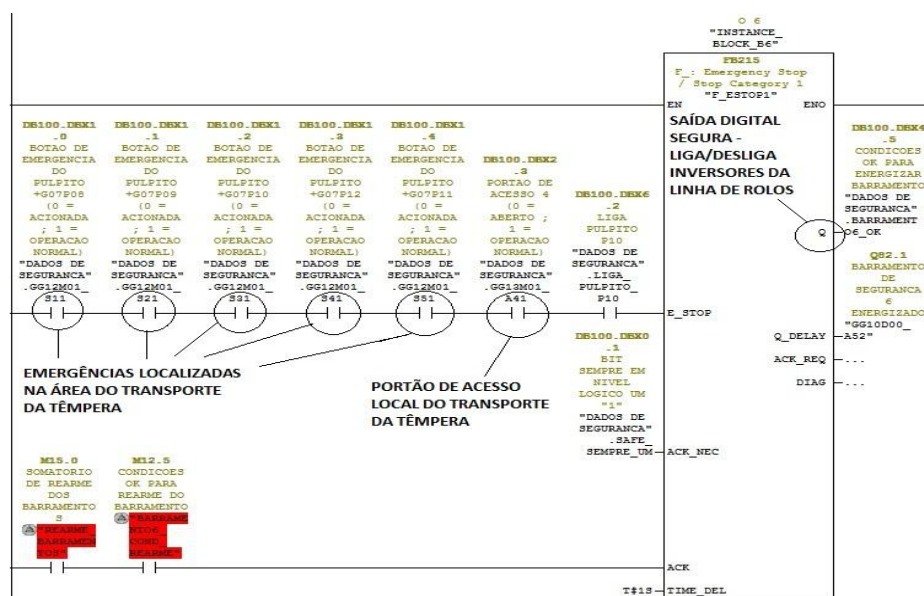 O 6
"INSTANCE_
BLOCK_B6"
FB215
F_: Emergency Stop
/ Stop Category 1
"F_ESTOP1"
EN
ENO
SAÍDA DIGITAL
SEGURA -
LIGA/DESLIGA
INVERSORES DA
LINHA DE ROLOS
DB100.DBX1
.0
BOTAO DE
EMERGENCIA
DO
PULPITO
+G07P08
(0 =
ACIONADA
; 1 =
OPERACAO
NORMAL)
"DADOS DE
SEGURANCA"
.GG12M01_
S11
DB100.DBX1
.1
BOTAO DE
EMERGENCIA
DO
PULPITO
+G07P09
(0 =
ACIONADA
; 1 =
OPERACAO
NORMAL)
"DADOS DE
SEGURANCA"
.GG12M01_
S21
DB100.DBX1
.2
BOTAO DE
EMERGENCIA
DO
PULPITO
+G07P10
(0 =
ACIONADA
; 1 =
OPERACAO
NORMAL)
"DADOS DE
SEGURANCA"
.GG12M01_
S31
DB100.DBX1
.3
BOTAO DE
EMERGENCIA
DO
PULPITO
+G07P12
(0 =
ACIONADA
; 1 =
OPERACAO
NORMAL)
"DADOS DE
SEGURANCA"
.GG12M01_
S41
DB100.DBX1
.4
BOTAO DE
EMERGENCIA
DO
PULPITO
+G07P11
(0 =
ACIONADA
; 1 =
OPERACAO
NORMAL)
"DADOS DE
SEGURANCA"
.GG12M01_
S51
DB100.DBX2
.3
PORTAO DE
ACESSO 4
(0 =
ABERTO ;
1 =
OPERACAO
NORMAL)
"DADOS DE
SEGURANCA"
.GG13M01_
A41
DB100.DBX6
.2
LIGA
PULPITO
P10
"DADOS DE
SEGURANCA"
.LIGA_
PULPITO_
P10
E_STOP
DB100.DBX4
.5
CONDICOES
OK PARA
ENERGIZAR
BARRAMENTO
"DADOS DE
SEGURANCA"
.BARRAMENT
Q
O6_OK
QS2.1
BARRAMENTO
DE
SEGURANCA
6
ENERGIZADO
"GG10D00_
Q_DELAY
A52"
ACK_REQ ...
DIAG ...
EMERGÊNCIAS LOCALIZADAS
NA ÁREA DO TRANSPORTE
DA TÊMPERA
PORTÃO DE ACESSO
LOCAL DO TRANSPORTE
DA TÊMPERA
DB100.DBX0
.1
BIT
SEMPRE EM
NIVEL
LOGICO UM
"1"
"DADOS DE
SEGURANCA"
.SAFE_
SEMPRE_UM
ACK_NEC
M15.0
SOMATORIO
DE REARME
DOS
BARRAMENTO
S
"REARME_
BARRAMEN
TOS"
M12.5
CONDICOES
OK PARA
REARME DO
BARRAMENTO
"BARRAME
NTO6_
COND_
REARME"
ACK
T#1S
TIME_DEL